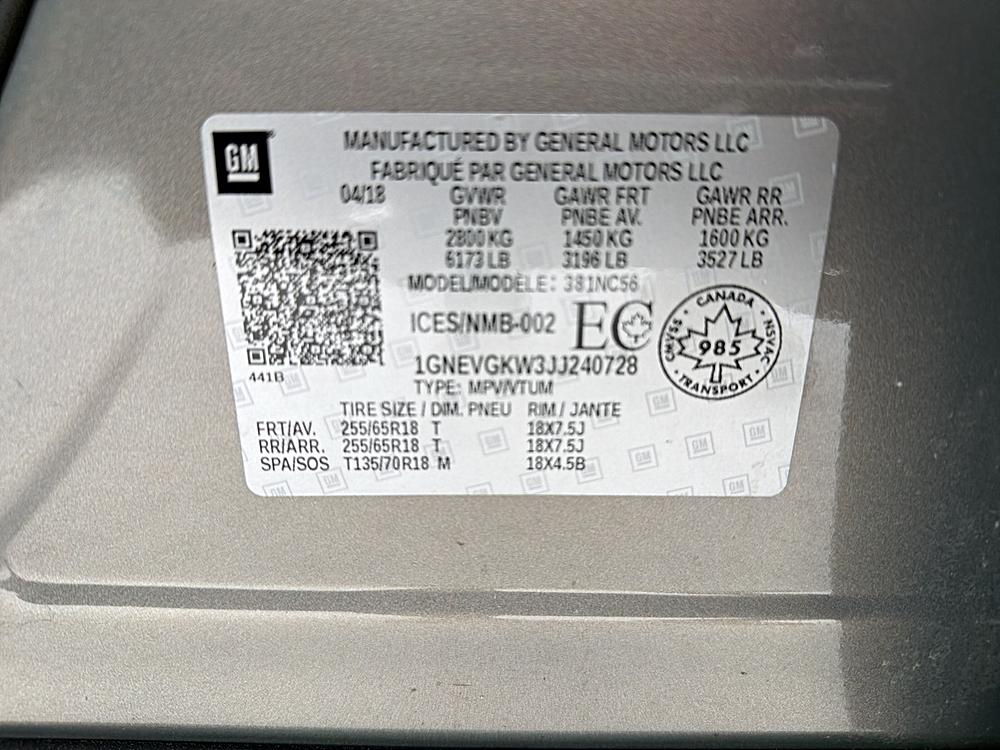 GM
MANUFACTURED BY GENERAL MOTORS LLC
FABRIQUÉ PAR GENERAL MOTORS LLC
04/18 GVWR GAWR FRT GAWR RR
PNBV PNBE AV. PNBE ARR.
2800 KG 1450 KG 1600 KG
6173 LB 3196 LB 3527 LB
MODEL/MODÈLE: 381NC56
ICES/NMB-002 EC
CANADA
CMVSS 985 NSVAC
TRANSPORT
1GNEVGKW3JJ240728
441B
TYPE: MPV/VTUM
TIRE SIZE / DIM. PNEU RIM / JANTE
FRT/AV. 255/65R18 T 18X7.5J
RR/ARR. 255/65R18 T 18X7.5J
SPA/SOS T135/70R18 M 18X4.5B